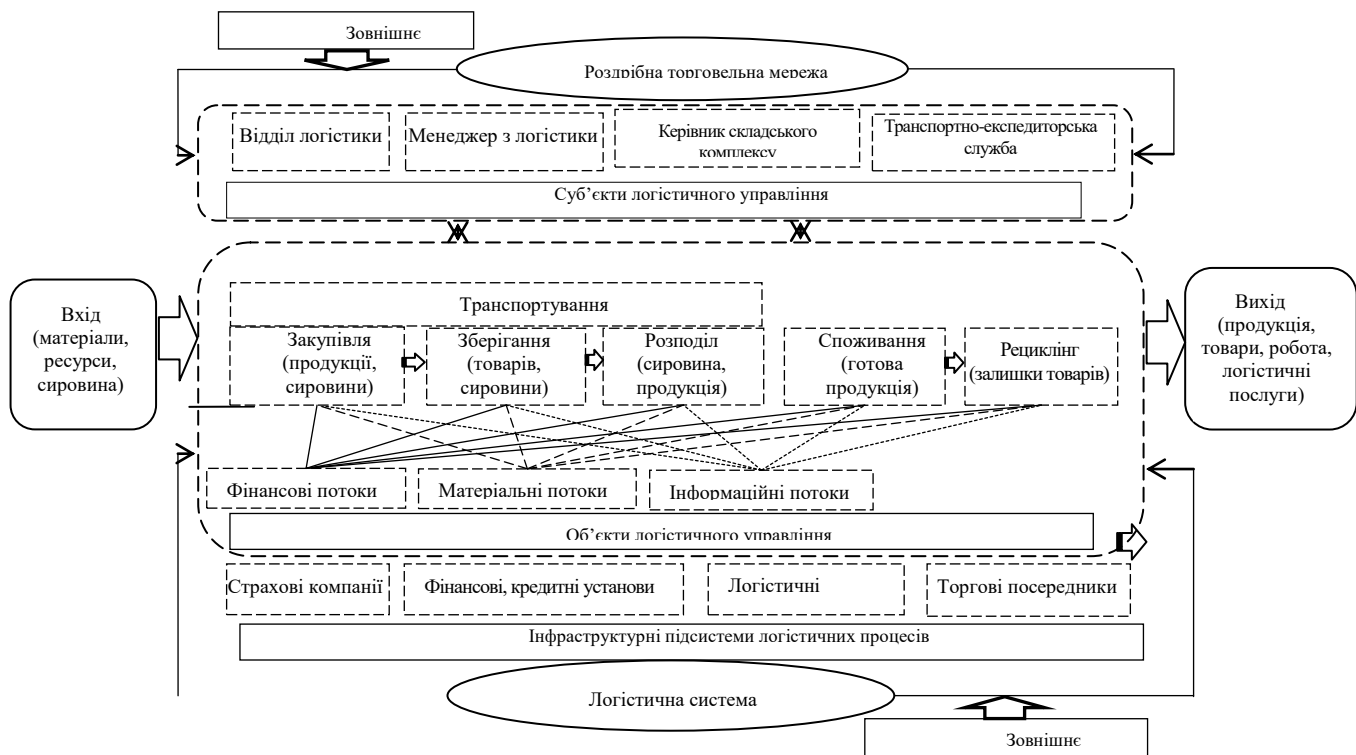 Зовнішнє
Роздрібна торговельна мережа
Відділ логістики
Менеджер з логістики
Керівник складського
комплексу
Транспортно-експедиторська
служба
Суб’єкти логістичного управління
Вхід
(матеріали,
ресурси,
сировина)
Транспортування
Закупівля
(продукції,
сировини)
Зберігання
(товарів,
сировини)
Розподіл
(сировина,
продукція)
Споживання
(готова
продукція)
Рециклінг
(залишки товарів)
Вихід
(продукція,
товари, робота,
логістичні
послуги)
Фінансові потоки
Матеріальні потоки
Інформаційні потоки
Об’єкти логістичного управління
Страхові компанії
Фінансові, кредитні установи
Логістичні
Торгові посередники
Інфраструктурні підсистеми логістичних процесів
Логістична система
Зовнішнє